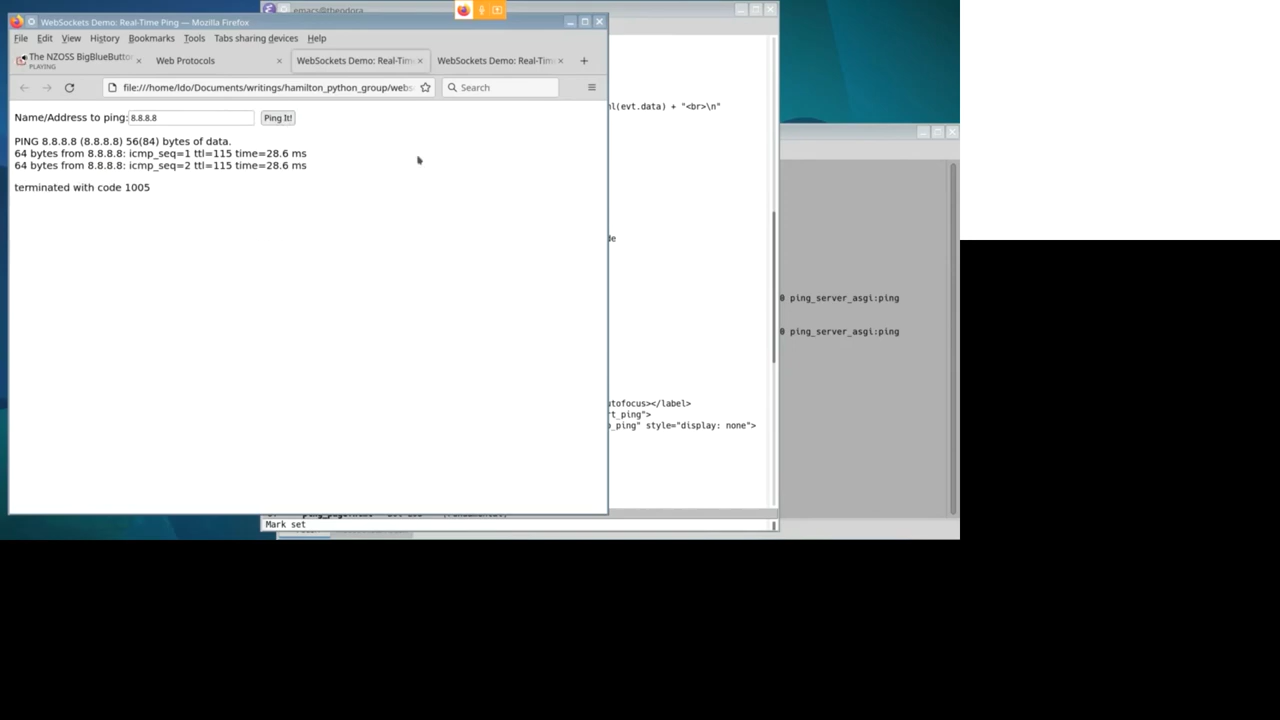 emacs@theodora
WebSockets Demo: Real-Time Ping — Mozilla Firefox
File Edit View History Bookmarks Tools Tabs sharing devices Help
The NZOSS BigBlueButto
PLAYING
Web Protocols
WebSockets Demo: Real-Tim
WebSockets Demo: Real-Tim
file:///home/ldo/Documents/writings/hamilton_python_group/webs
Search
Name/Address to ping: 8.8.8.8 Ping It!
PING 8.8.8.8 (8.8.8.8) 56(84) bytes of data.
64 bytes from 8.8.8.8: icmp_seq=1 ttl=115 time=28.6 ms
64 bytes from 8.8.8.8: icmp_seq=2 ttl=115 time=28.6 ms
terminated with code 1005
l(evt.data) + "<br>\n"
de
utofocus></label>
rt_ping">
p_ping" style="display: none">
Mark set
0 ping_server_asgi:ping
0 ping_server_asgi:ping